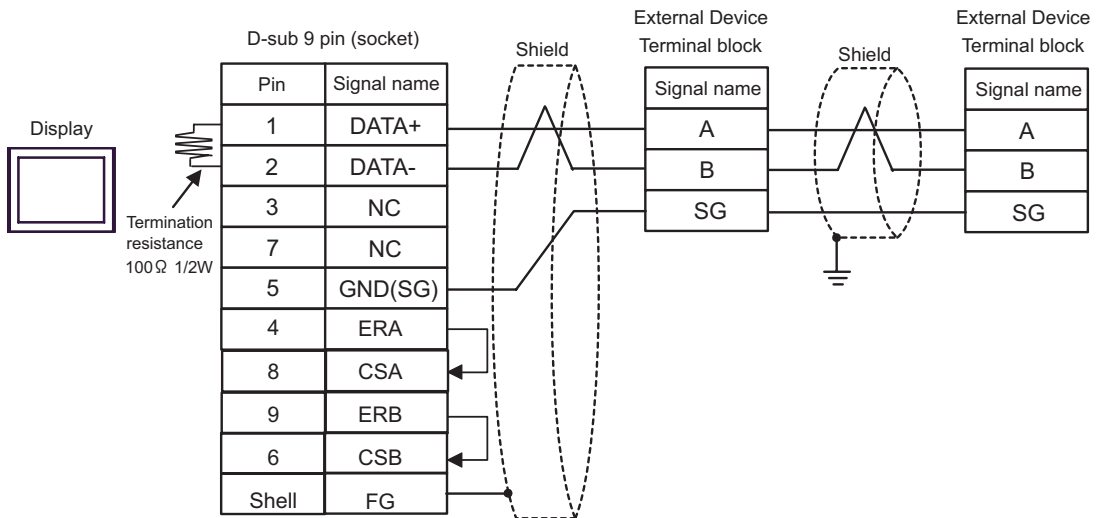 External Device
Terminal block
External Device
Terminal block
D-sub 9 pin (socket)
Shield
Shield
Display
Pin Signal name
1 DATA+
2 DATA-
3 NC
7 NC
5 GND(SG)
4 ERA
8 CSA
9 ERB
6 CSB
Shell FG
Termination
resistance
100Ω 1/2W
Signal name
A
B
SG
Signal name
A
B
SG